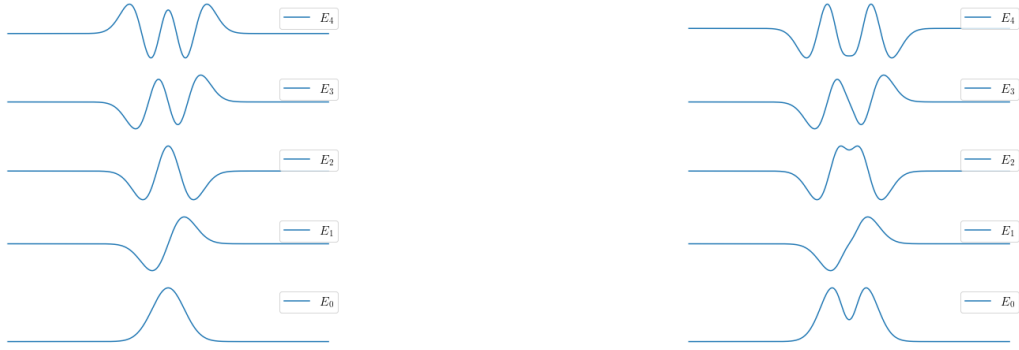 E₄ E₄
E₃ E₃
E₂ E₂
E₁ E₁
E₀ E₀